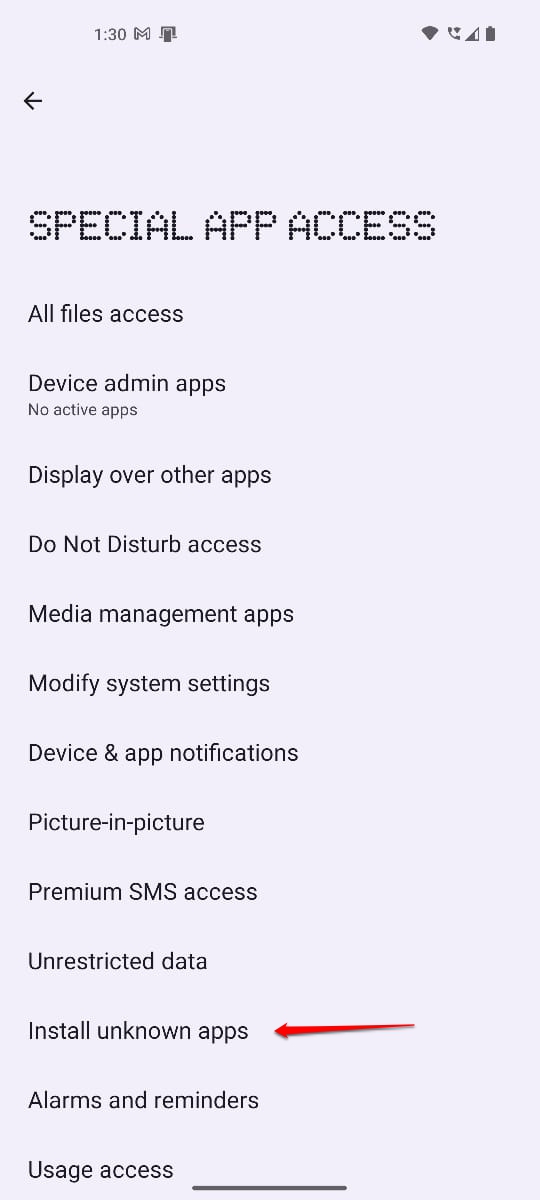 1:30
SPECIAL APP ACCESS
All files access
Device admin apps
No active apps
Display over other apps
Do Not Disturb access
Media management apps
Modify system settings
Device & app notifications
Picture-in-picture
Premium SMS access
Unrestricted data
Install unknown apps
Alarms and reminders
Usage access